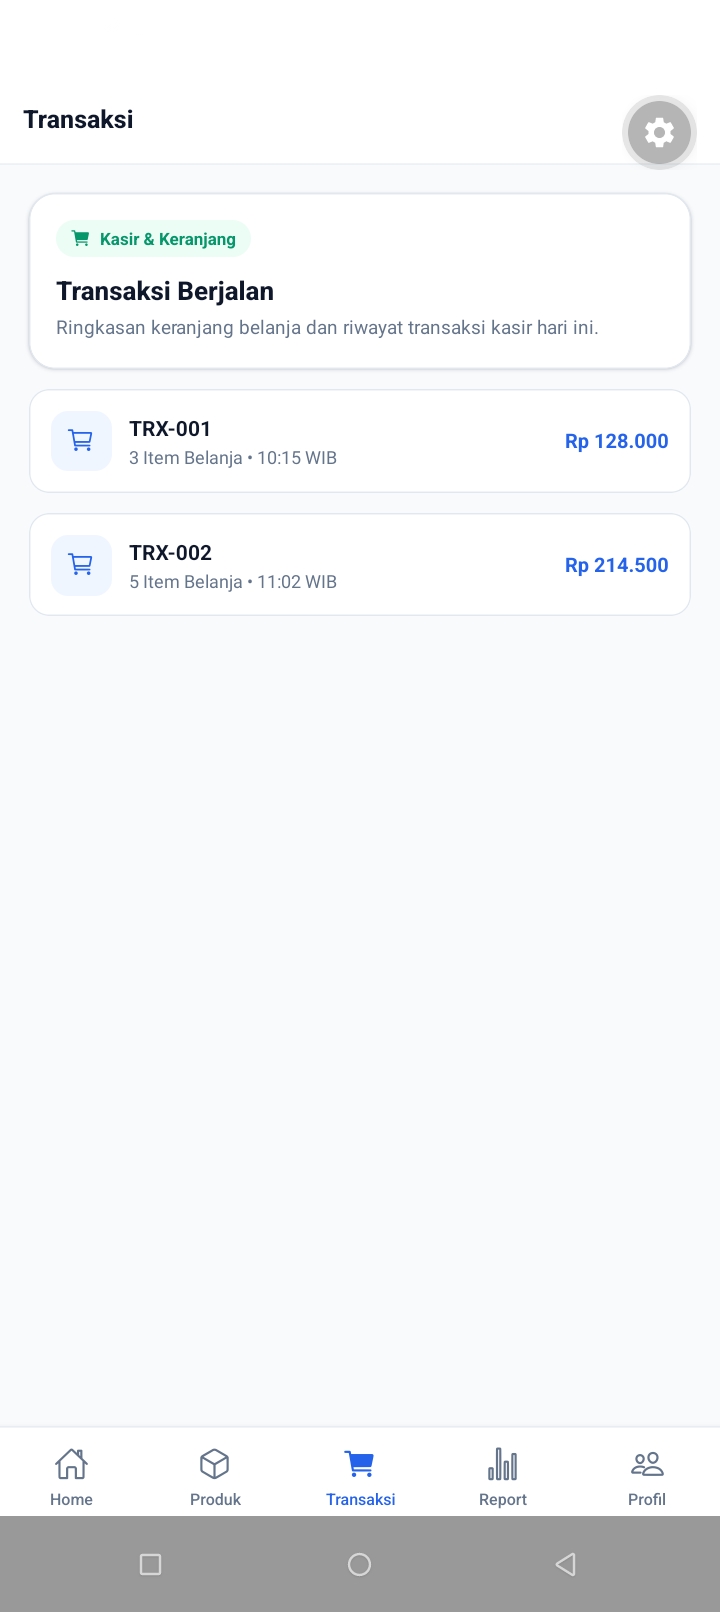 Transaksi
Kasir & Keranjang
Transaksi Berjalan
Ringkasan keranjang belanja dan riwayat transaksi kasir hari ini.
TRX-001
3 Item Belanja • 10:15 WIB
Rp 128.000
TRX-002
5 Item Belanja • 11:02 WIB
Rp 214.500
Home
Produk
Transaksi
Report
Profil